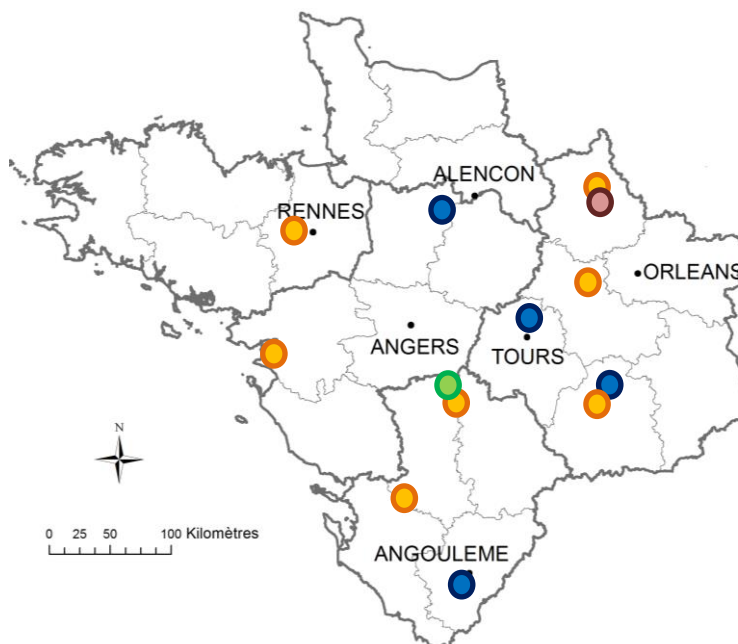 ALENCON
RENNES
ORLEANS
ANGERS
TOURS
N
0 25 50 100 Kilomètres
ANGOULEME